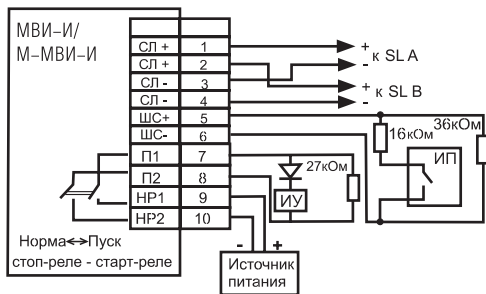 МВИ–И/
М–МВИ–И
СЛ + 1
СЛ + 2
СЛ - 3
СЛ - 4
ШС+ 5
ШС- 6
П1 7
П2 8
НР1 9
НР2 10
+ к SL A
-
+ к SL B
-
16кОм
36кОм
ИП
27кОм
ИУ
Норма↔Пуск
стоп-реле - старт-реле
- +
Источник
питания